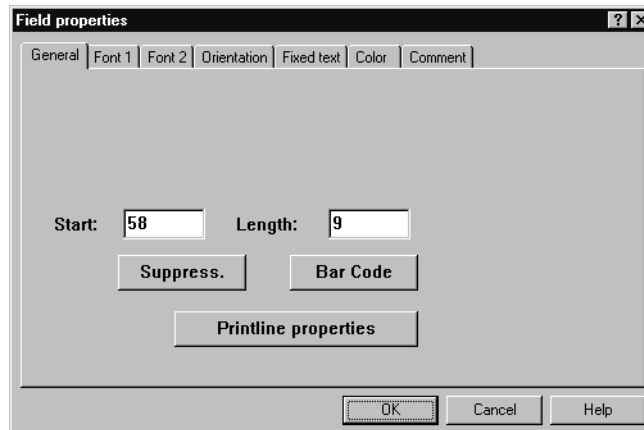 Field properties ? ×
General Font 1 Font 2 Orientation Fixed text Color Comment
Start: 58 Length: 9
Suppress. Bar Code
Printline properties
OK Cancel Help